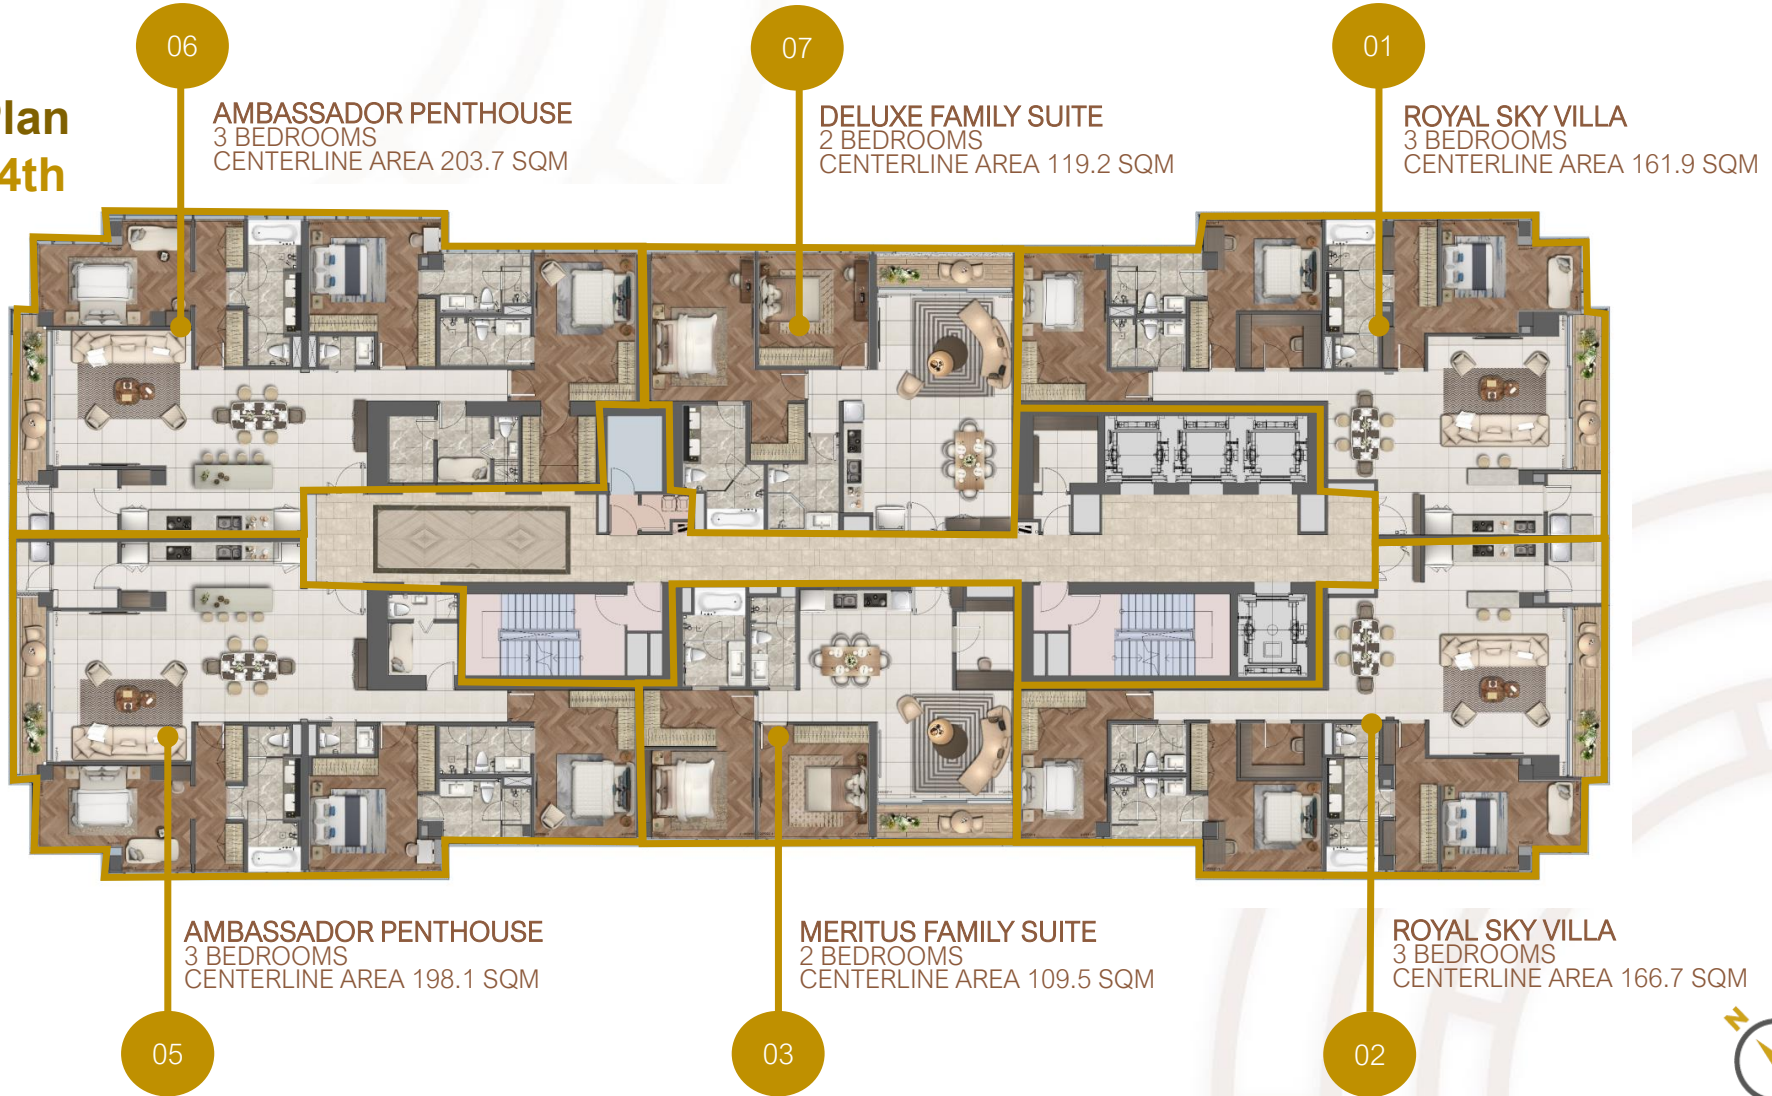 06
07
01
Plan
4th
AMBASSADOR PENTHOUSE
3 BEDROOMS
CENTERLINE AREA 203.7 SQM
DELUXE FAMILY SUITE
2 BEDROOMS
CENTERLINE AREA 119.2 SQM
ROYAL SKY VILLA
3 BEDROOMS
CENTERLINE AREA 161.9 SQM
AMBASSADOR PENTHOUSE
3 BEDROOMS
CENTERLINE AREA 198.1 SQM
MERITUS FAMILY SUITE
2 BEDROOMS
CENTERLINE AREA 109.5 SQM
ROYAL SKY VILLA
3 BEDROOMS
CENTERLINE AREA 166.7 SQM
05
03
02
N